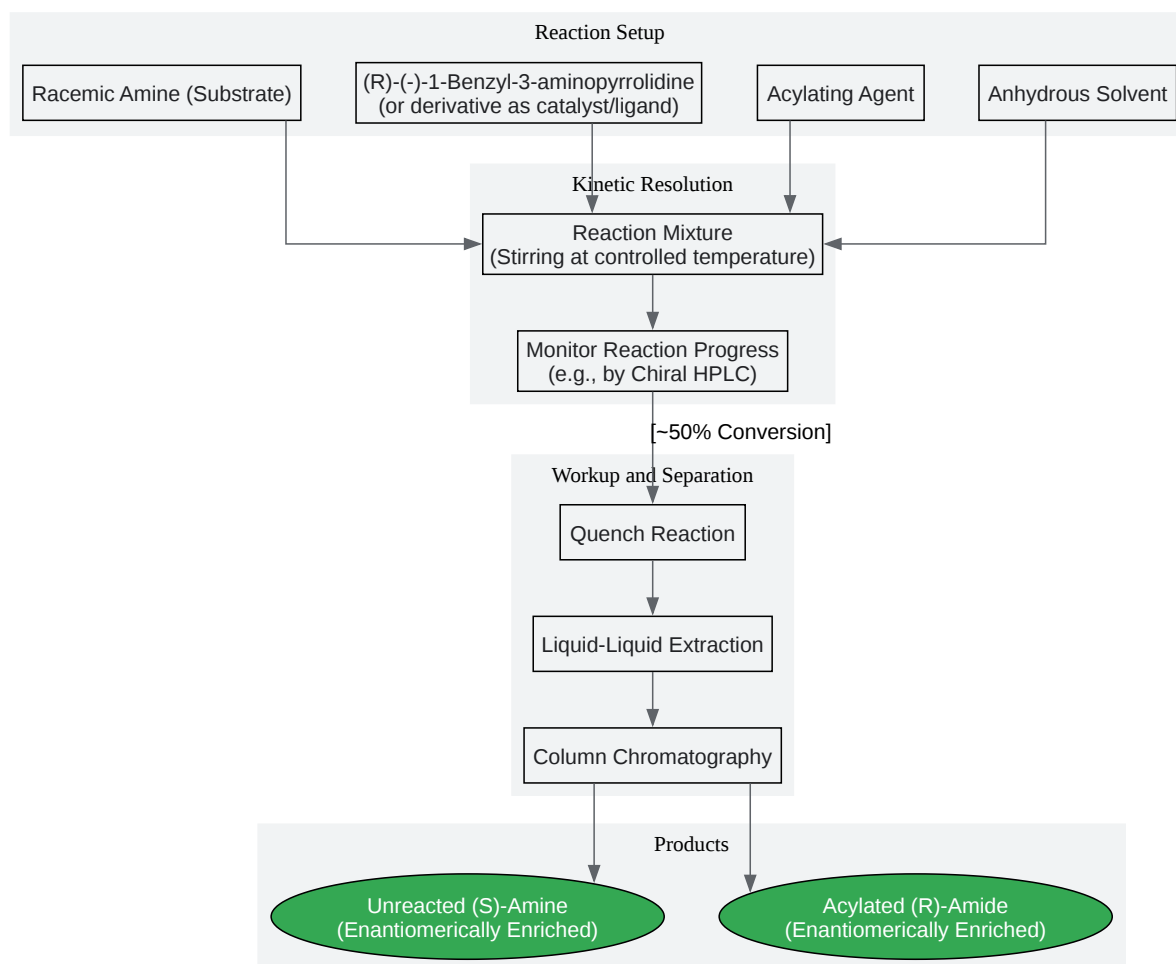 Reaction Setup
Racemic Amine (Substrate)
(R)-(-)-1-Benzyl-3-aminopyrrolidine
(or derivative as catalyst/ligand)
Acylating Agent
Anhydrous Solvent
Kinetic Resolution
Reaction Mixture
(Stirring at controlled temperature)
Monitor Reaction Progress
(e.g., by Chiral HPLC)
[~50% Conversion]
Workup and Separation
Quench Reaction
Liquid-Liquid Extraction
Column Chromatography
Products
Unreacted (S)-Amine
(Enantiomerically Enriched)
Acylated (R)-Amide
(Enantiomerically Enriched)